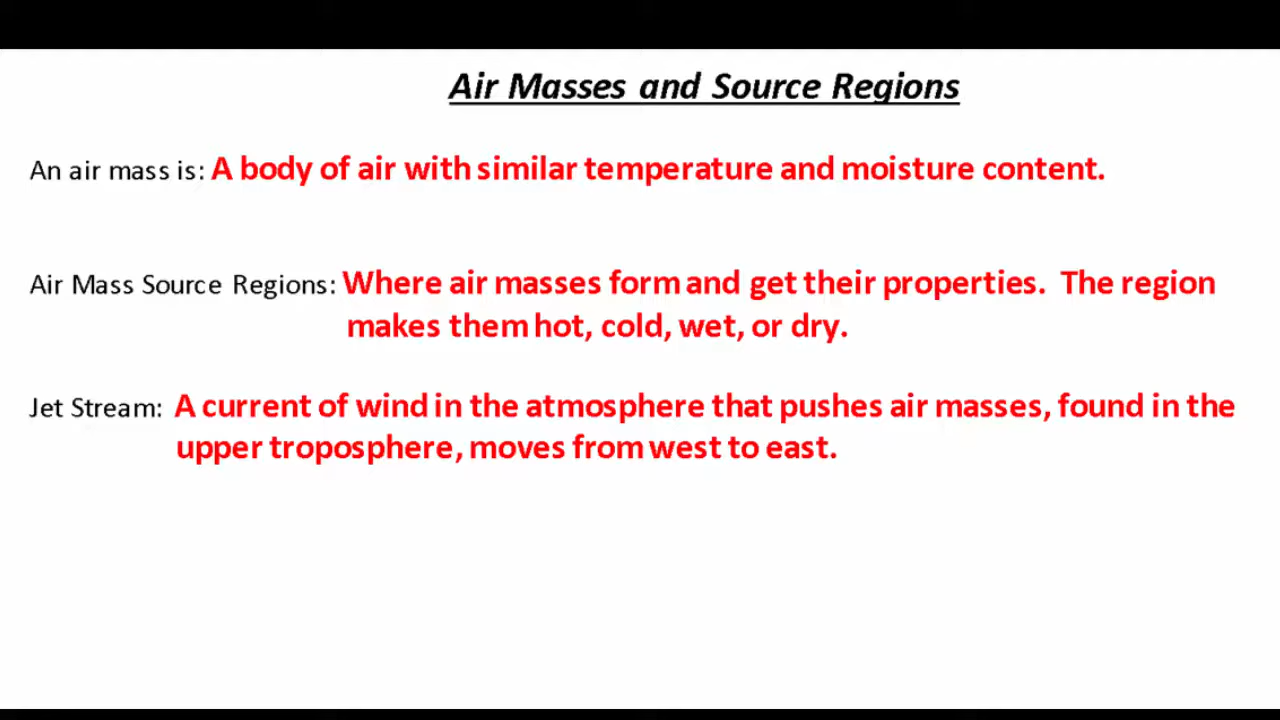 Air Masses and Source Regions
An air mass is: A body of air with similar temperature and moisture content.
Air Mass Source Regions: Where air masses form and get their properties. The region
makes them hot, cold, wet, or dry.
Jet Stream: A current of wind in the atmosphere that pushes air masses, found in the
upper troposphere, moves from west to east.